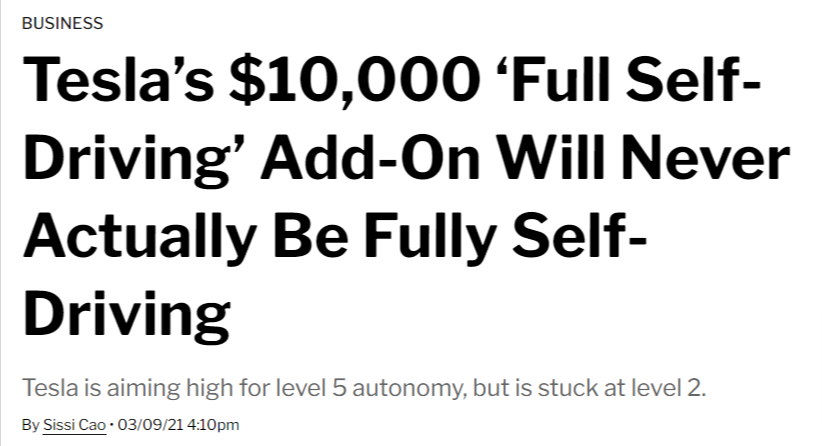 BUSINESS
Tesla’s $10,000 ‘Full Self-
Driving’ Add-On Will Never
Actually Be Fully Self-
Driving
Tesla is aiming high for level 5 autonomy, but is stuck at level 2.
By Sissi Cao • 03/09/21 4:10pm